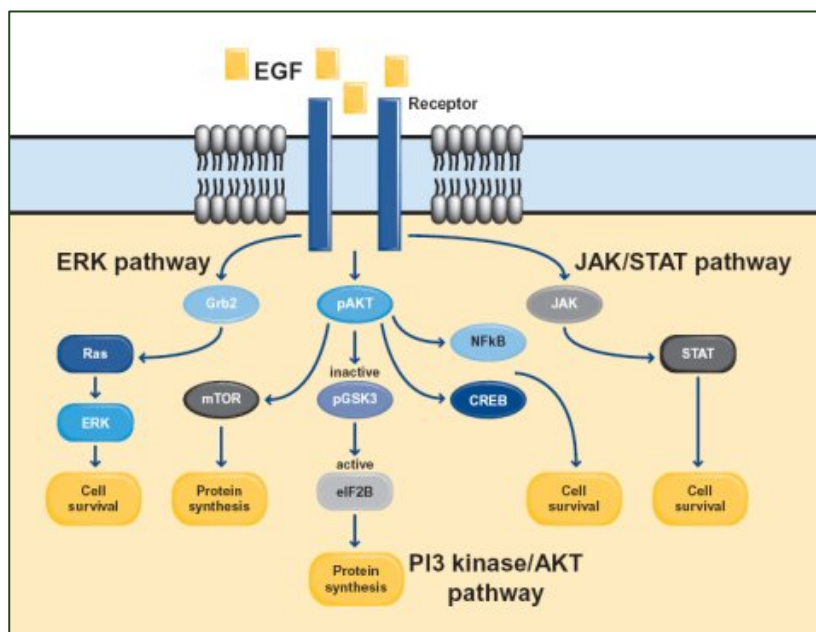 EGF
Receptor
ERK pathway
JAK/STAT pathway
Grb2
pAKT
JAK
NFkB
Ras
STAT
inactive
mTOR
pGSK3
CREB
ERK
active
eIF2B
Cell
survival
Protein
synthesis
Cell
survival
Cell
survival
Protein
synthesis
PI3 kinase/AKT
pathway